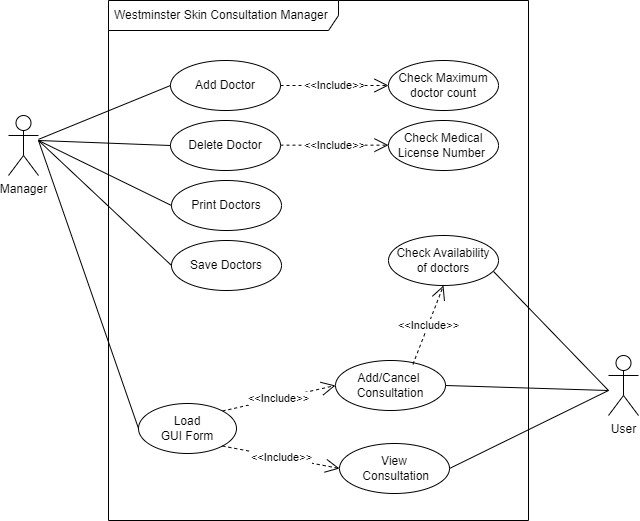 Westminster Skin Consultation Manager
Add Doctor
<<Include>>
Check Maximum
doctor count
Delete Doctor
<<Include>>
Check Medical
License Number
Manager
Print Doctors
Save Doctors
Check Availability
of doctors
<<Include>>
Add/Cancel
Consultation
<<Include>>
Load
GUI Form
<<Include>>
View
Consultation
User